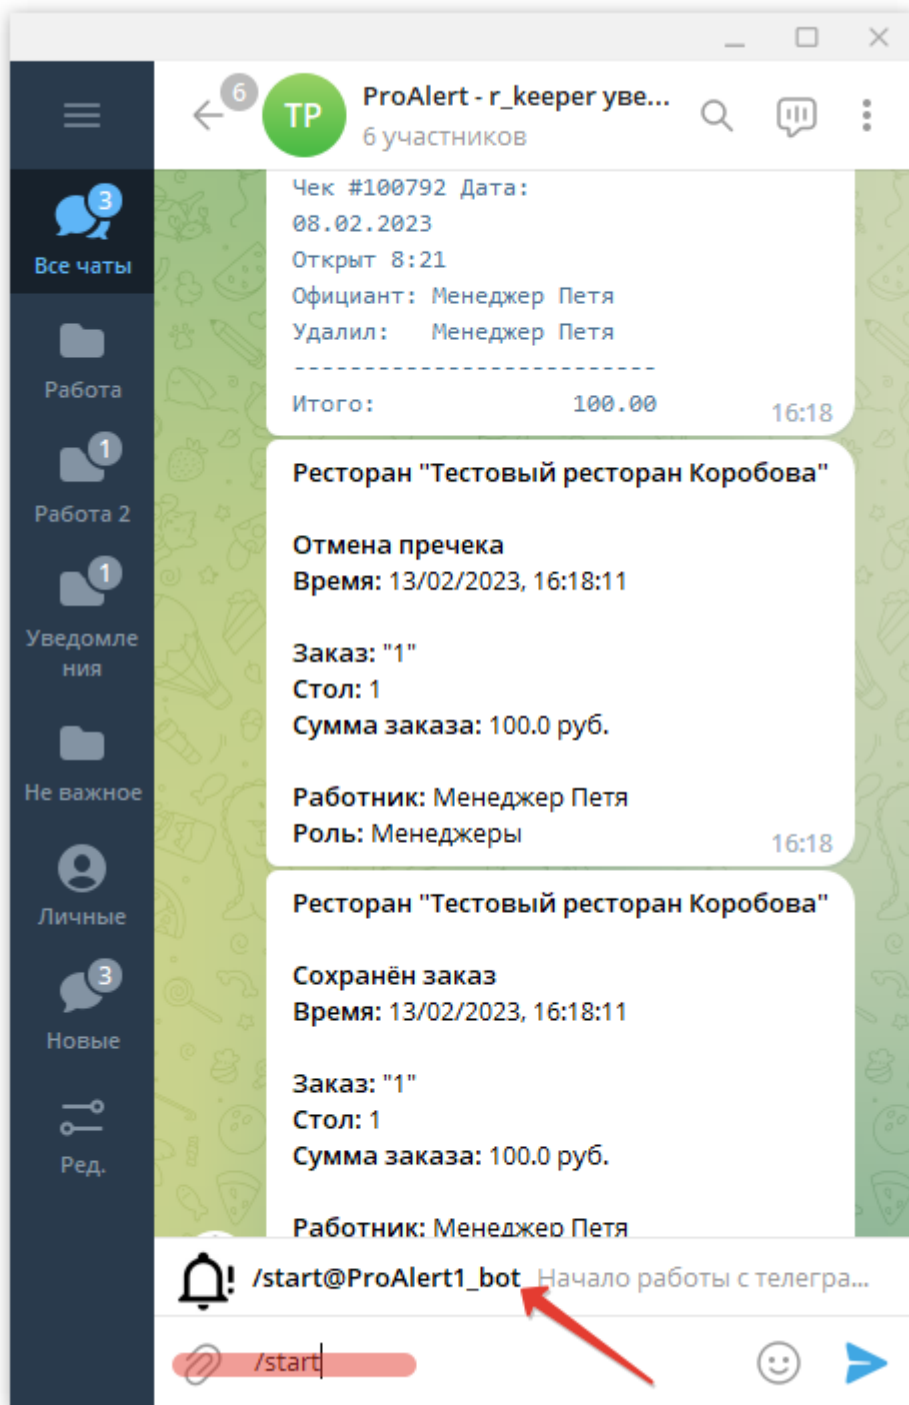 6
ТР
ProAlert - r_keeper уве...
6 участников
3
Все чаты
Работа
1
Работа 2
1
Уведомле
ния
Не важное
Личные
3
Новые
Ред.
Чек #100792 Дата:
08.02.2023
Открыт 8:21
Официант: Менеджер Петя
Удалил: Менеджер Петя
--------------------------
Итого: 100.00
16:18
Ресторан "Тестовый ресторан Коробова"
Отмена пречека
Время: 13/02/2023, 16:18:11
Заказ: "1"
Стол: 1
Сумма заказа: 100.0 руб.
Работник: Менеджер Петя
Роль: Менеджеры
16:18
Ресторан "Тестовый ресторан Коробова"
Сохранён заказ
Время: 13/02/2023, 16:18:11
Заказ: "1"
Стол: 1
Сумма заказа: 100.0 руб.
Работник: Менеджер Петя
/start@ProAlert1_bot Начало работы с телегра...
/start